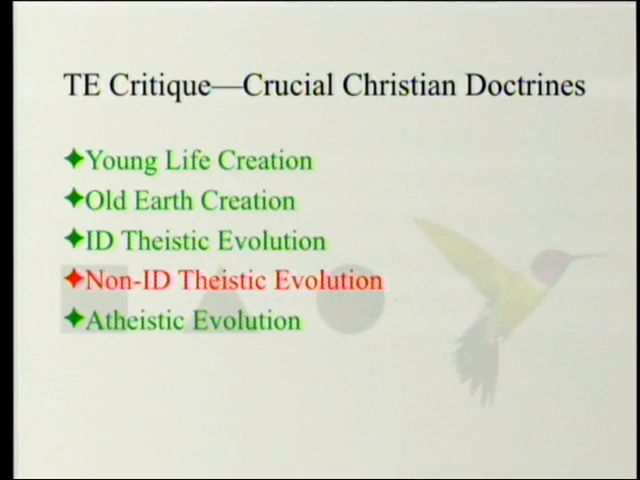 TE Critique—Crucial Christian Doctrines
Young Life Creation
Old Earth Creation
ID Theistic Evolution
Non-ID Theistic Evolution
Atheistic Evolution